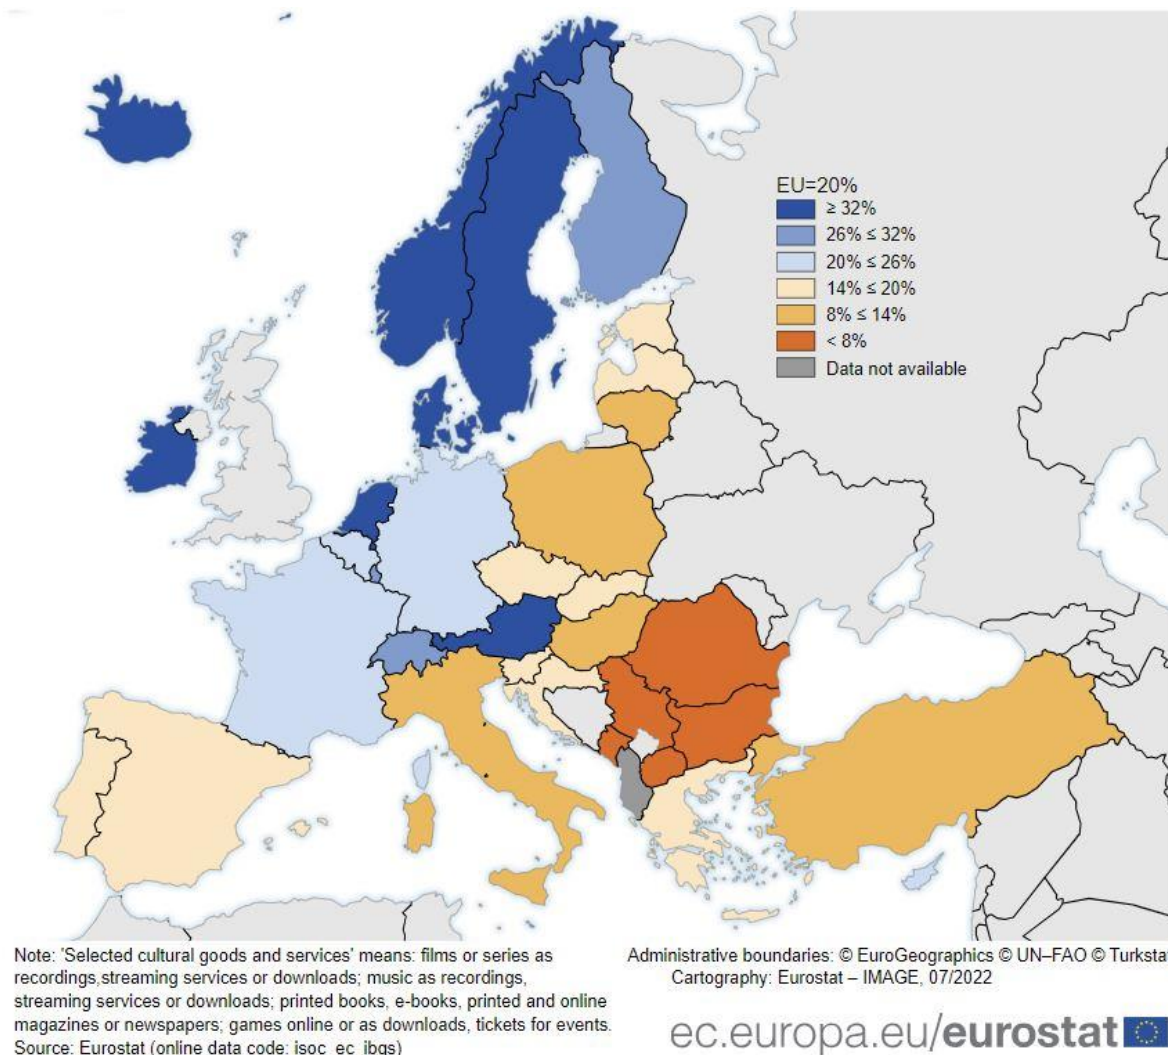 EU=20%
≥ 32%
26% ≤ 32%
20% ≤ 26%
14% ≤ 20%
8% ≤ 14%
< 8%
Data not available
Note: 'Selected cultural goods and services' means: films or series as
recordings,streaming services or downloads; music as recordings,
streaming services or downloads; printed books, e-books, printed and online
magazines or newspapers; games online or as downloads, tickets for events.
Source: Eurostat (online data code: isoc_ec_ibgs)
Administrative boundaries: © EuroGeographics © UN–FAO © Turkstat
Cartography: Eurostat – IMAGE, 07/2022
ec.europa.eu/eurostat